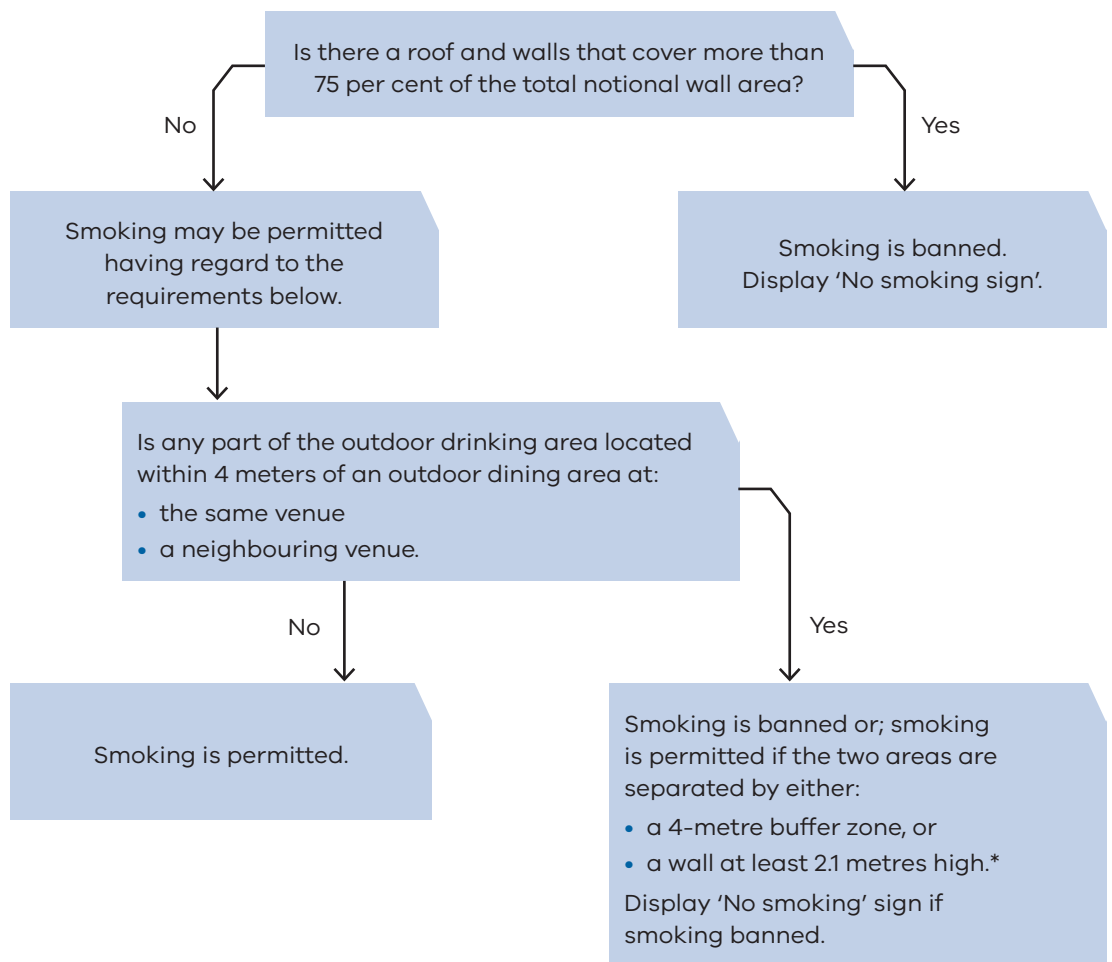 Is there a roof and walls that cover more than
75 per cent of the total notional wall area?
No
Yes
Smoking may be permitted
having regard to the
requirements below.
Smoking is banned.
Display ‘No smoking sign’.
Is any part of the outdoor drinking area located
within 4 meters of an outdoor dining area at:
• the same venue
• a neighbouring venue.
No
Yes
Smoking is permitted.
Smoking is banned or; smoking
is permitted if the two areas are
separated by either:
• a 4-metre buffer zone, or
• a wall at least 2.1 metres high.*
Display ‘No smoking’ sign if
smoking banned.